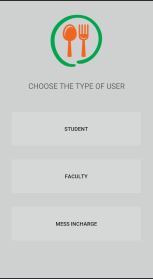 CHOOSE THE TYPE OF USER
STUDENT
FACULTY
MESS INCHARGE